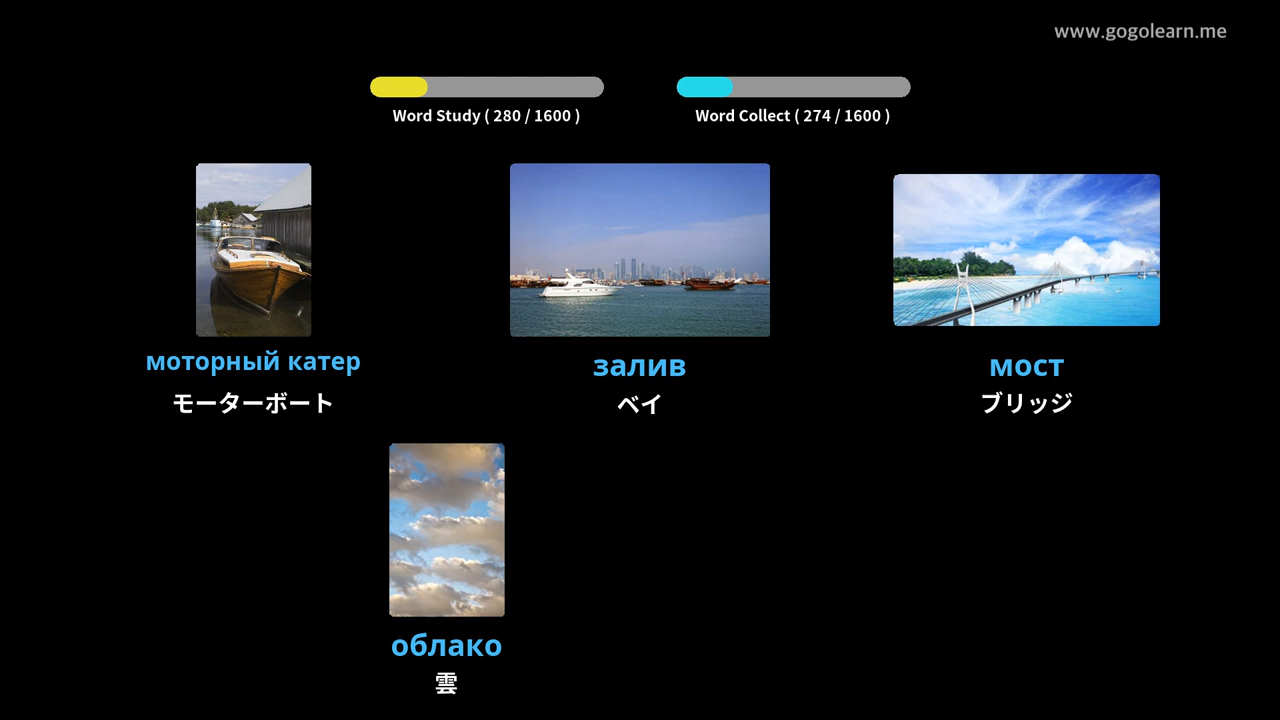 www.gogolearn.me
Word Study ( 280 / 1600 )
Word Collect ( 274 / 1600 )
моторный катер
モーターボート
залив
ベイ
мост
ブリッジ
облако
雲